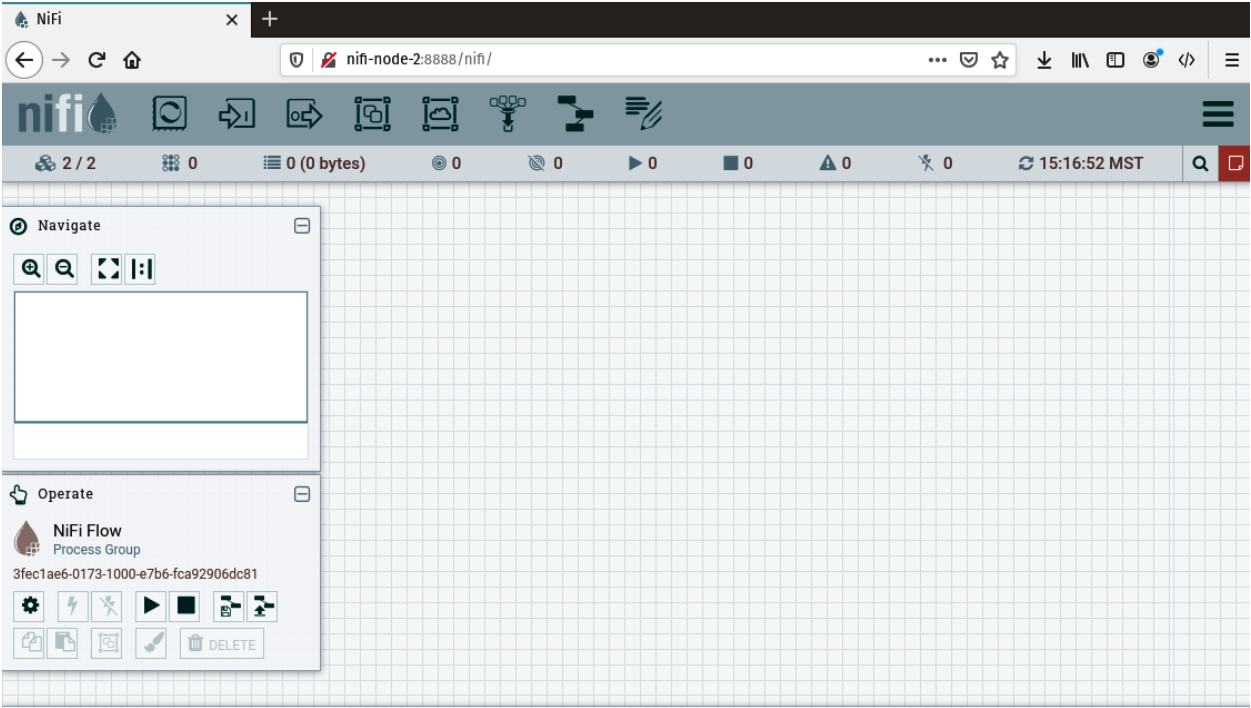 NiFi
nifi-node-2:8888/nifi/
nifi
2 / 2 0 0 (0 bytes) 0 0 0 0 0 0 15:16:52 MST
Navigate
Operate
NiFi Flow
Process Group
3fec1ae6-0173-1000-e7b6-fca92906dc81
DELETE